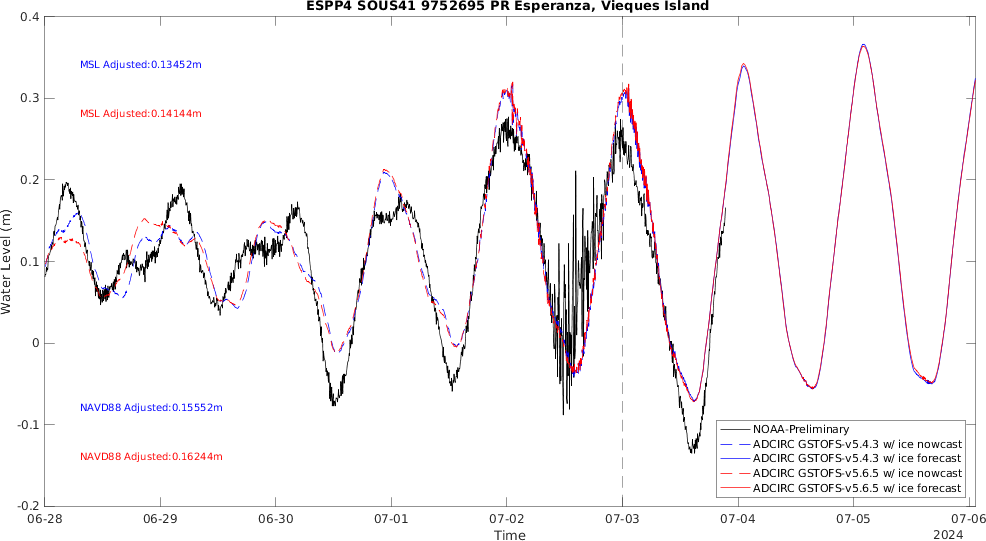 ESPP4 SOUS41 9752695 PR Esperanza, Vieques Island
0.4
0.3
0.2
0.1
0
-0.1
-0.2
Water Level (m)
MSL Adjusted:0.13452m
MSL Adjusted:0.14144m
NAVD88 Adjusted:0.15552m
NAVD88 Adjusted:0.16244m
NOAA-Preliminary
ADCIRC GSTOFS-v5.4.3 w/ ice nowcast
ADCIRC GSTOFS-v5.4.3 w/ ice forecast
ADCIRC GSTOFS-v5.6.5 w/ ice nowcast
ADCIRC GSTOFS-v5.6.5 w/ ice forecast
06-28 06-29 06-30 07-01 07-02 07-03 07-04 07-05 07-06
Time
2024